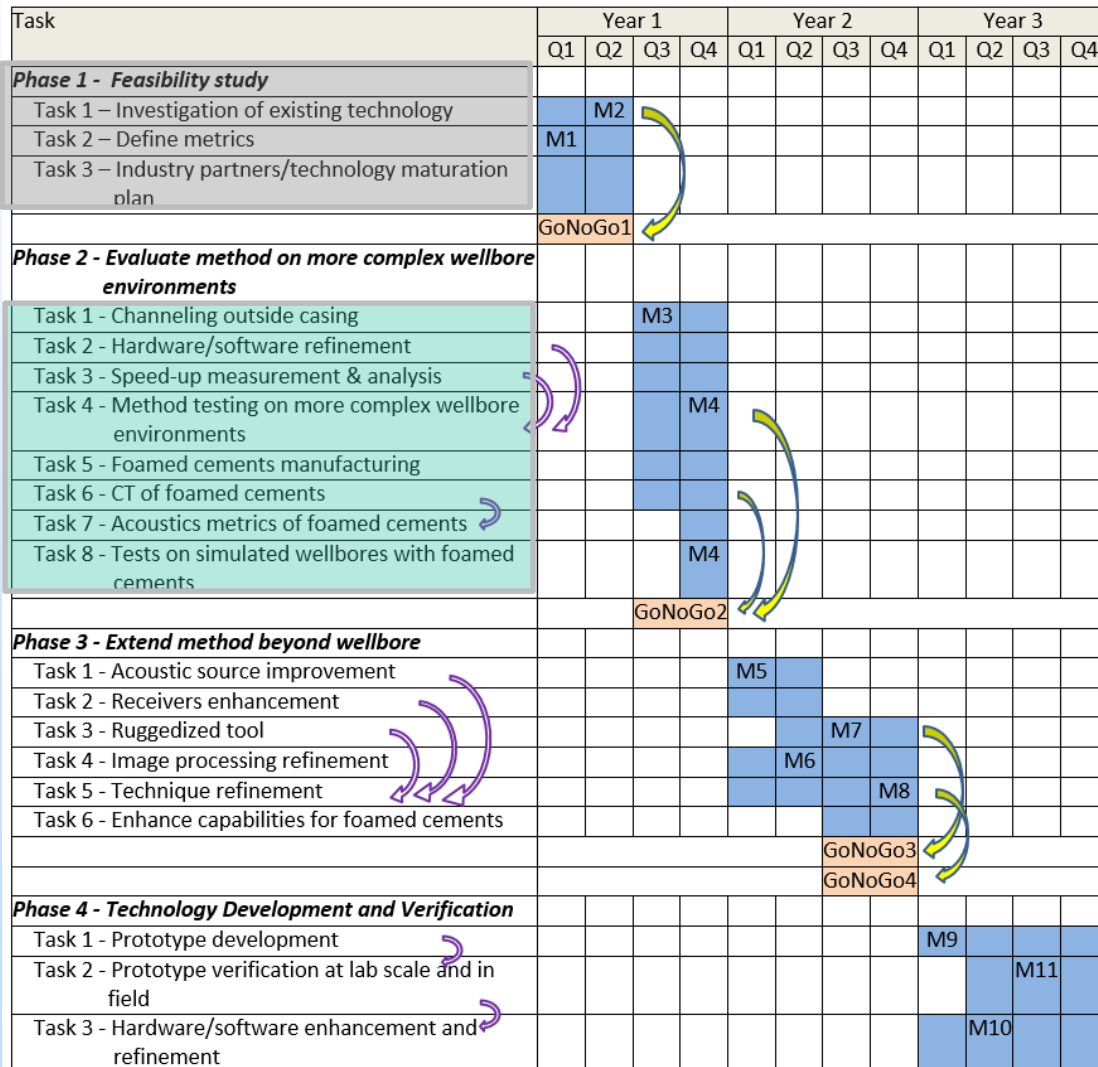 Task Year 1 Year 2 Year 3
Q1 Q2 Q3 Q4 Q1 Q2 Q3 Q4 Q1 Q2 Q3 Q4
Phase 1 - Feasibility study
Task 1 – Investigation of existing technology M2
Task 2 – Define metrics M1
Task 3 – Industry partners/technology maturation
plan
GoNoGo1
Phase 2 - Evaluate method on more complex wellbore
environments
Task 1 - Channeling outside casing M3
Task 2 - Hardware/software refinement
Task 3 - Speed-up measurement & analysis
Task 4 - Method testing on more complex wellbore M4
environments
Task 5 - Foamed cements manufacturing
Task 6 - CT of foamed cements
Task 7 - Acoustics metrics of foamed cements
Task 8 - Tests on simulated wellbores with foamed M4
cements
GoNoGo2
Phase 3 - Extend method beyond wellbore
Task 1 - Acoustic source improvement M5
Task 2 - Receivers enhancement
Task 3 - Ruggedized tool M7
Task 4 - Image processing refinement M6
Task 5 - Technique refinement M8
Task 6 - Enhance capabilities for foamed cements
GoNoGo3
GoNoGo4
Phase 4 - Technology Development and Verification
Task 1 - Prototype development M9
Task 2 - Prototype verification at lab scale and in M11
field
Task 3 - Hardware/software enhancement and M10
refinement